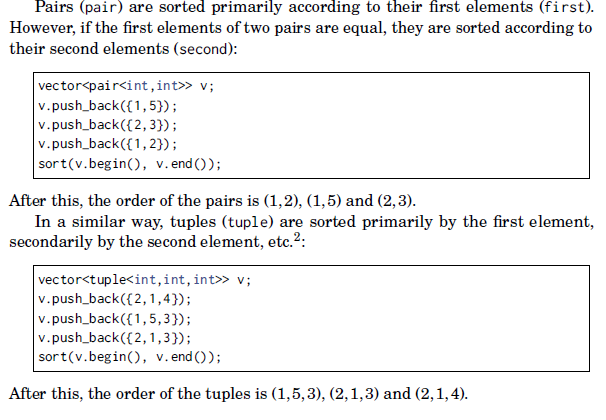 Pairs (pair) are sorted primarily according to their first elements (first).
However, if the first elements of two pairs are equal, they are sorted according to
their second elements (second):
vector<pair<int,int>> v;
v.push_back({1,5});
v.push_back({2,3});
v.push_back({1,2});
sort(v.begin(), v.end());
After this, the order of the pairs is (1,2), (1,5) and (2,3).
In a similar way, tuples (tuple) are sorted primarily by the first element,
secondarily by the second element, etc.²:
vector<tuple<int,int,int>> v;
v.push_back({2,1,4});
v.push_back({1,5,3});
v.push_back({2,1,3});
sort(v.begin(), v.end());
After this, the order of the tuples is (1,5,3), (2,1,3) and (2,1,4).